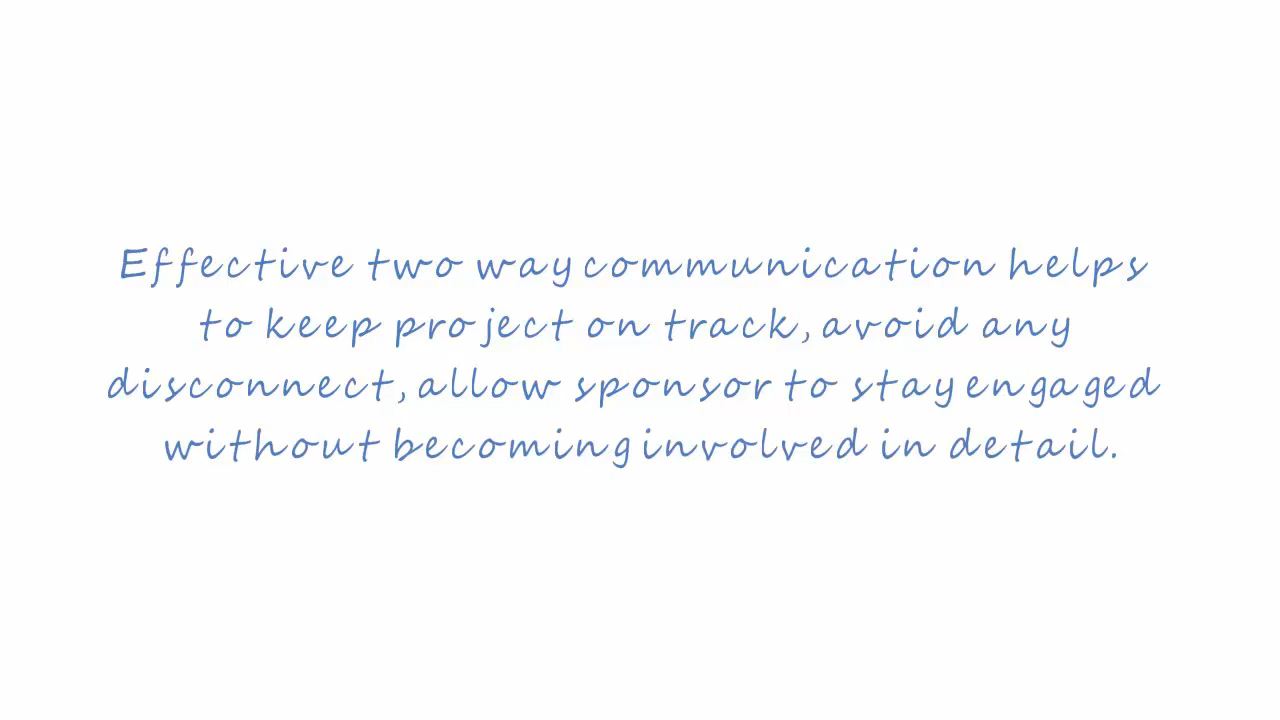 Effective two way communication helps
to keep project on track, avoid any
disconnect, allow sponsor to stay engaged
without becoming involved in detail.